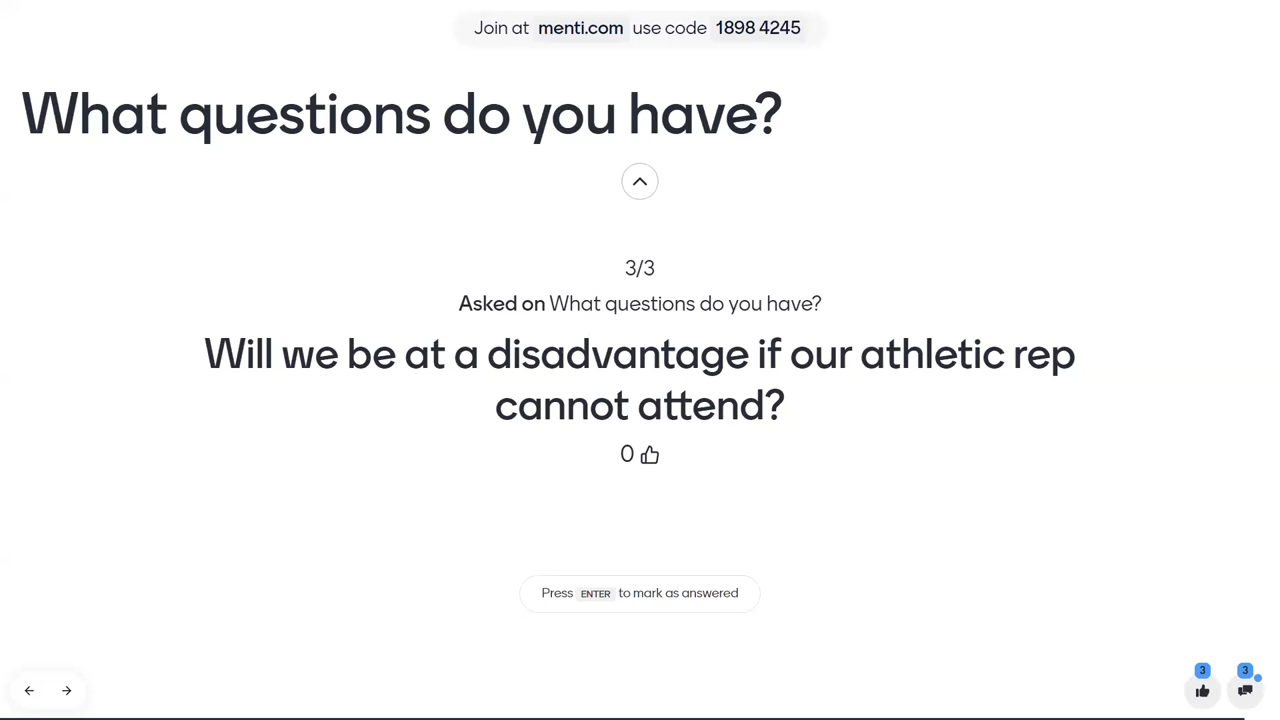 Join at menti.com use code 1898 4245
What questions do you have?
3/3
Asked on What questions do you have?
Will we be at a disadvantage if our athletic rep
cannot attend?
0
Press ENTER to mark as answered
3 3